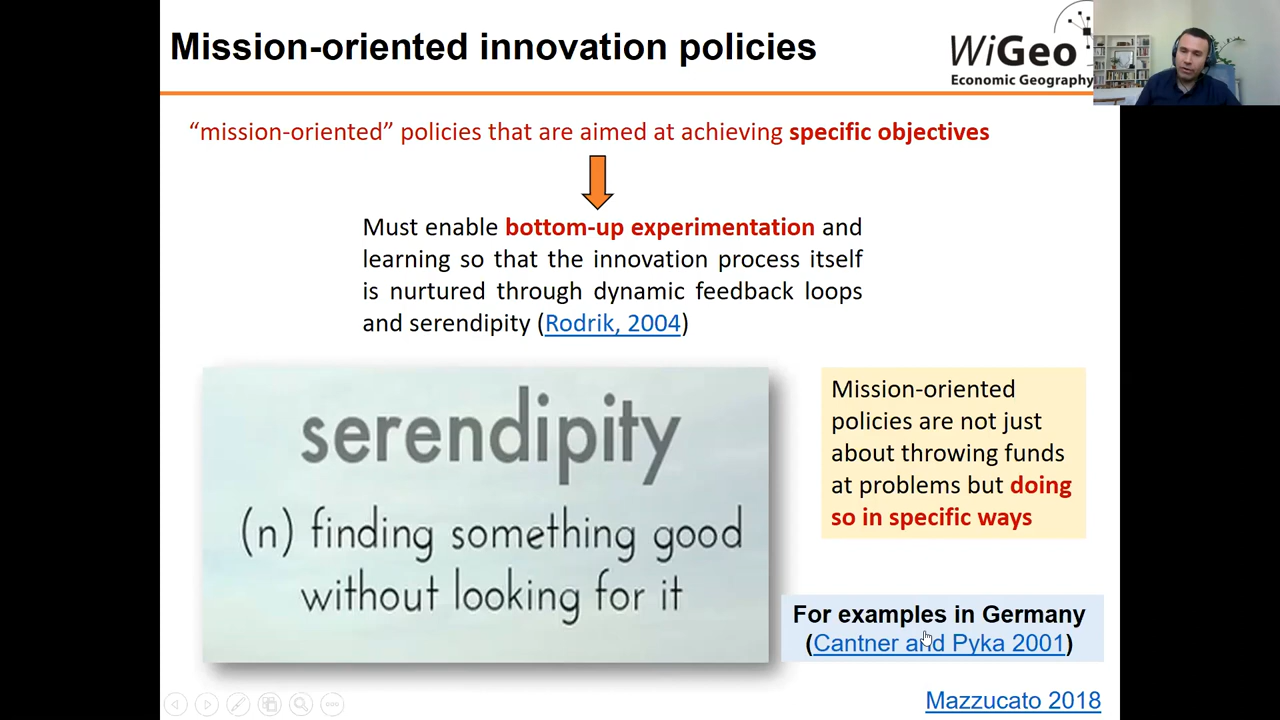 Mission-oriented innovation policies
WiGeo
Economic Geography
“mission-oriented” policies that are aimed at achieving specific objectives
Must enable bottom-up experimentation and
learning so that the innovation process itself
is nurtured through dynamic feedback loops
and serendipity (Rodrik, 2004)
serendipity
(n) finding something good
without looking for it
Mission-oriented
policies are not just
about throwing funds
at problems but doing
so in specific ways
For examples in Germany
(Cantner and Pyka 2001)
Mazzucato 2018